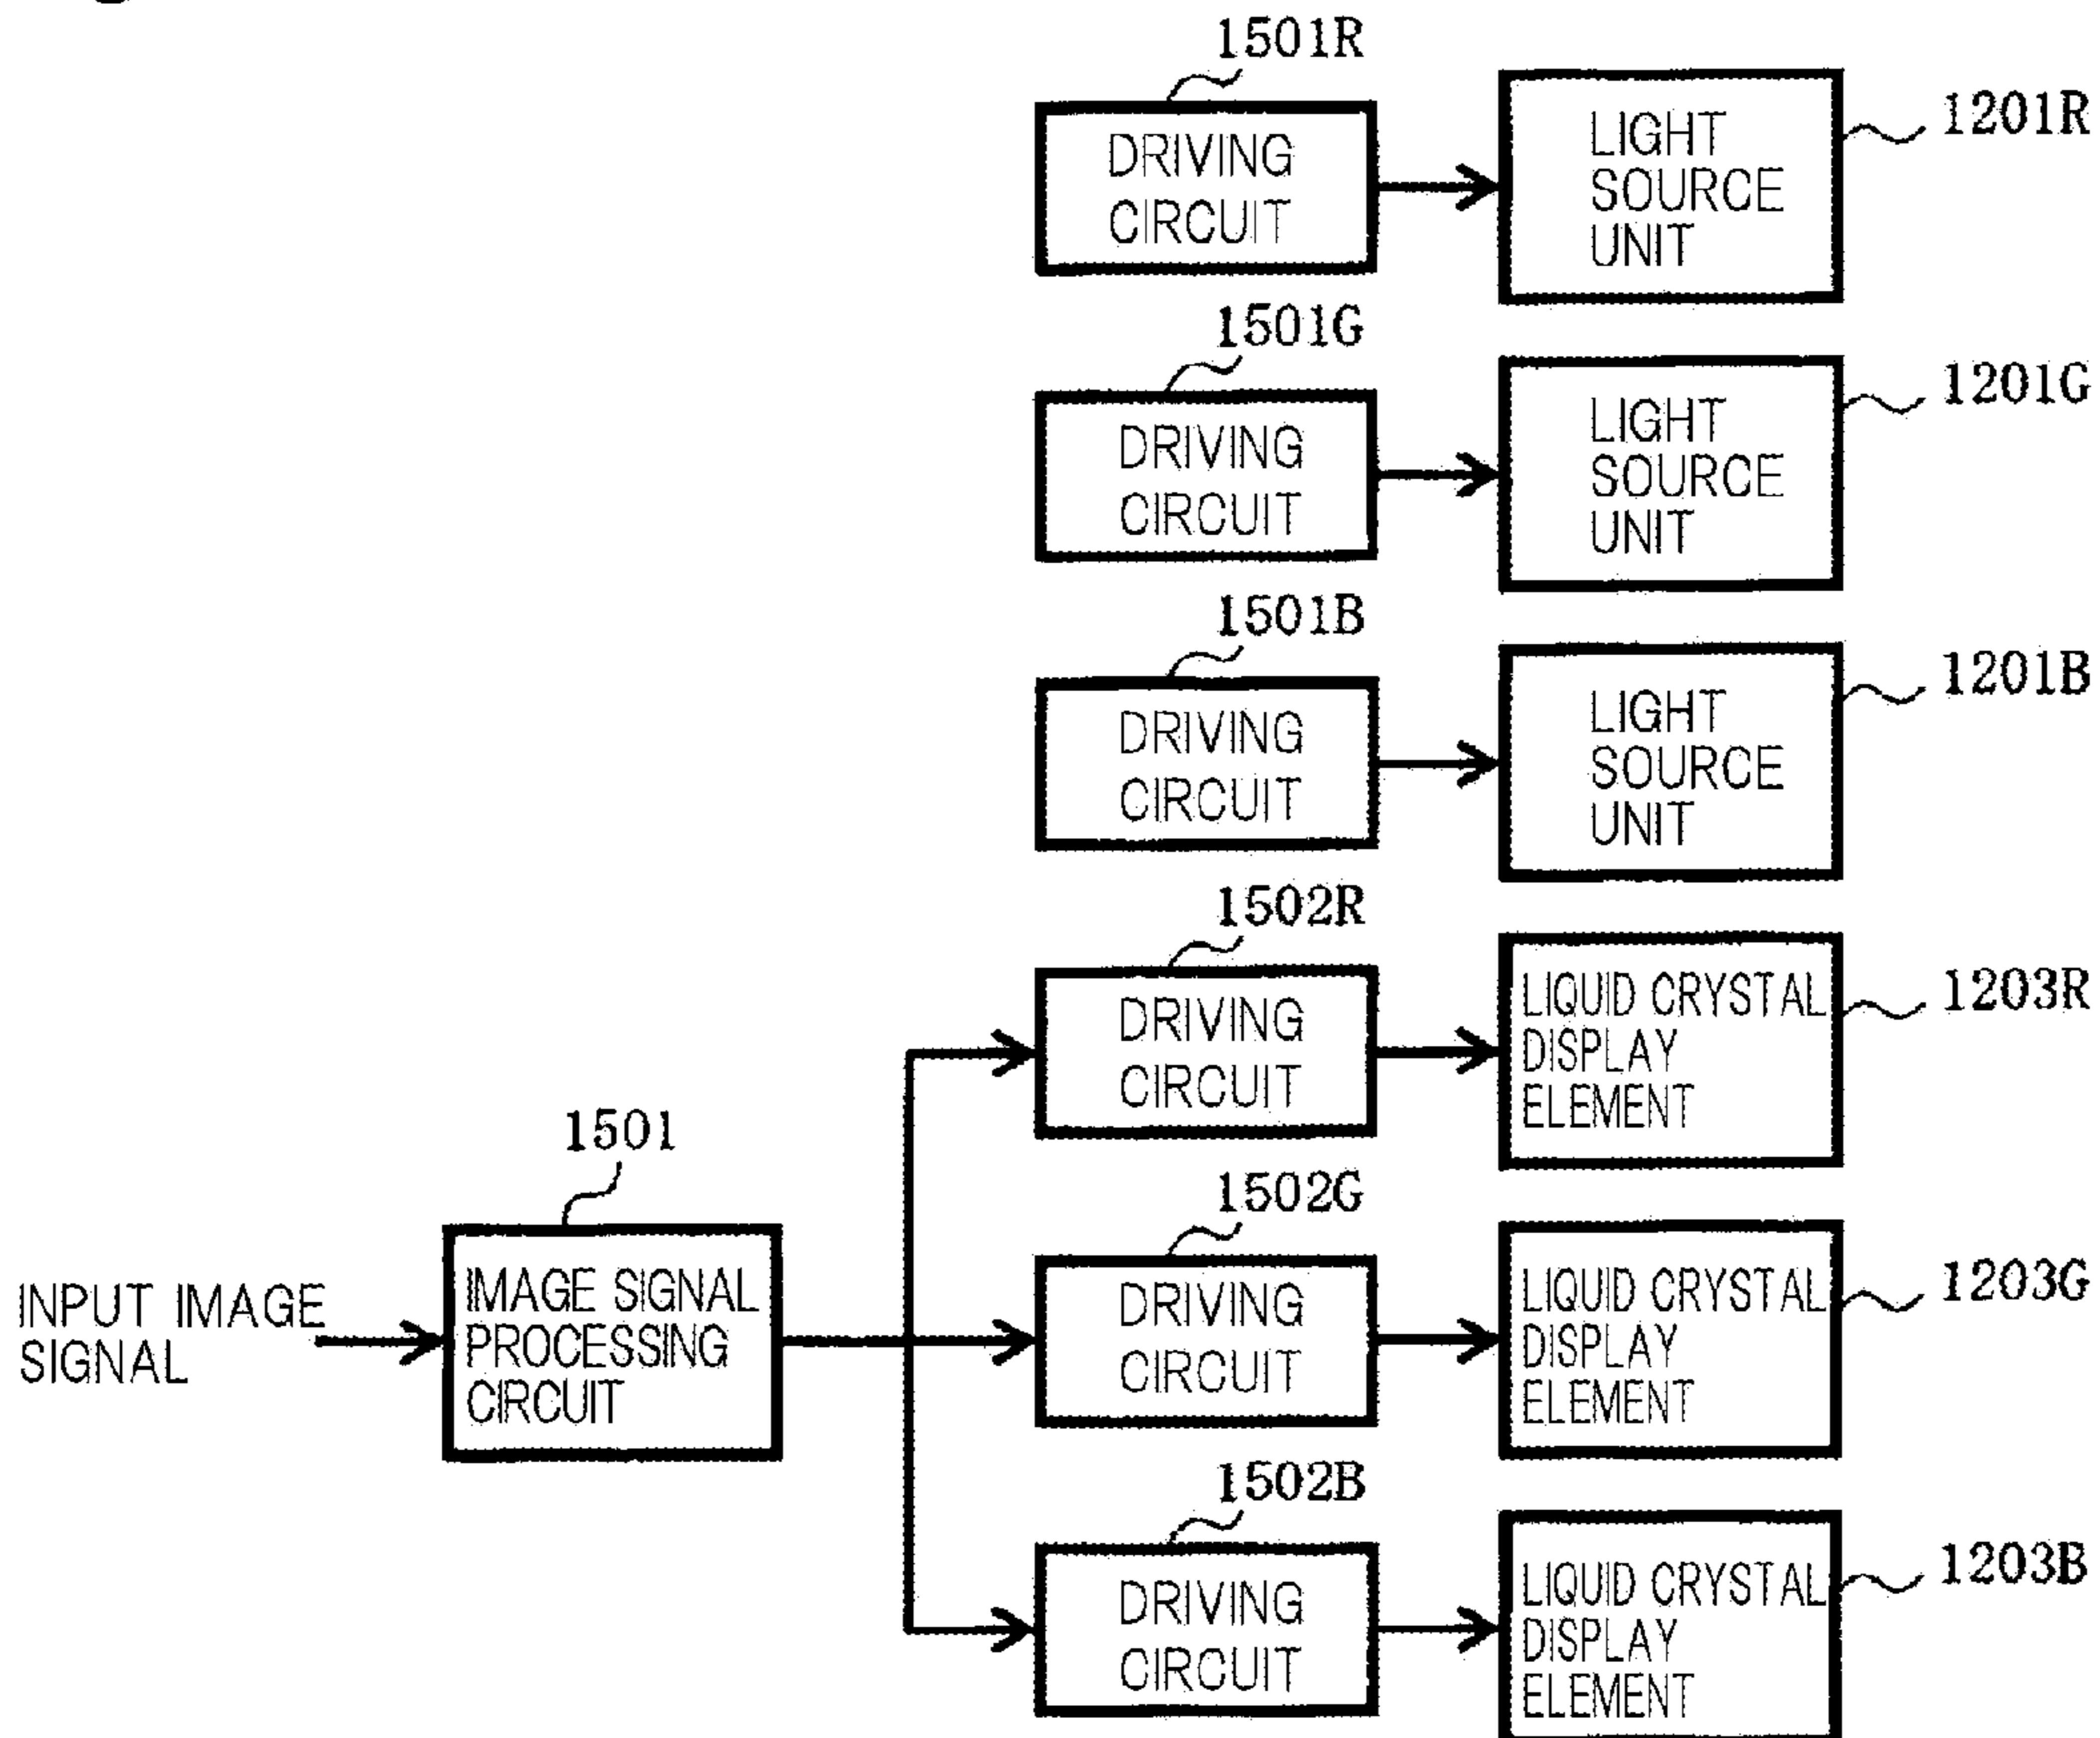 1501R
DRIVING
CIRCUIT
LIGHT
SOURCE
UNIT
1201R
1501G
DRIVING
CIRCUIT
LIGHT
SOURCE
UNIT
1201G
1501B
DRIVING
CIRCUIT
LIGHT
SOURCE
UNIT
1201B
1502R
DRIVING
CIRCUIT
LIQUID CRYSTAL
DISPLAY
ELEMENT
1203R
INPUT IMAGE
SIGNAL
1501
IMAGE SIGNAL
PROCESSING
CIRCUIT
1502G
DRIVING
CIRCUIT
LIQUID CRYSTAL
DISPLAY
ELEMENT
1203G
1502B
DRIVING
CIRCUIT
LIQUID CRYSTAL
DISPLAY
ELEMENT
1203B